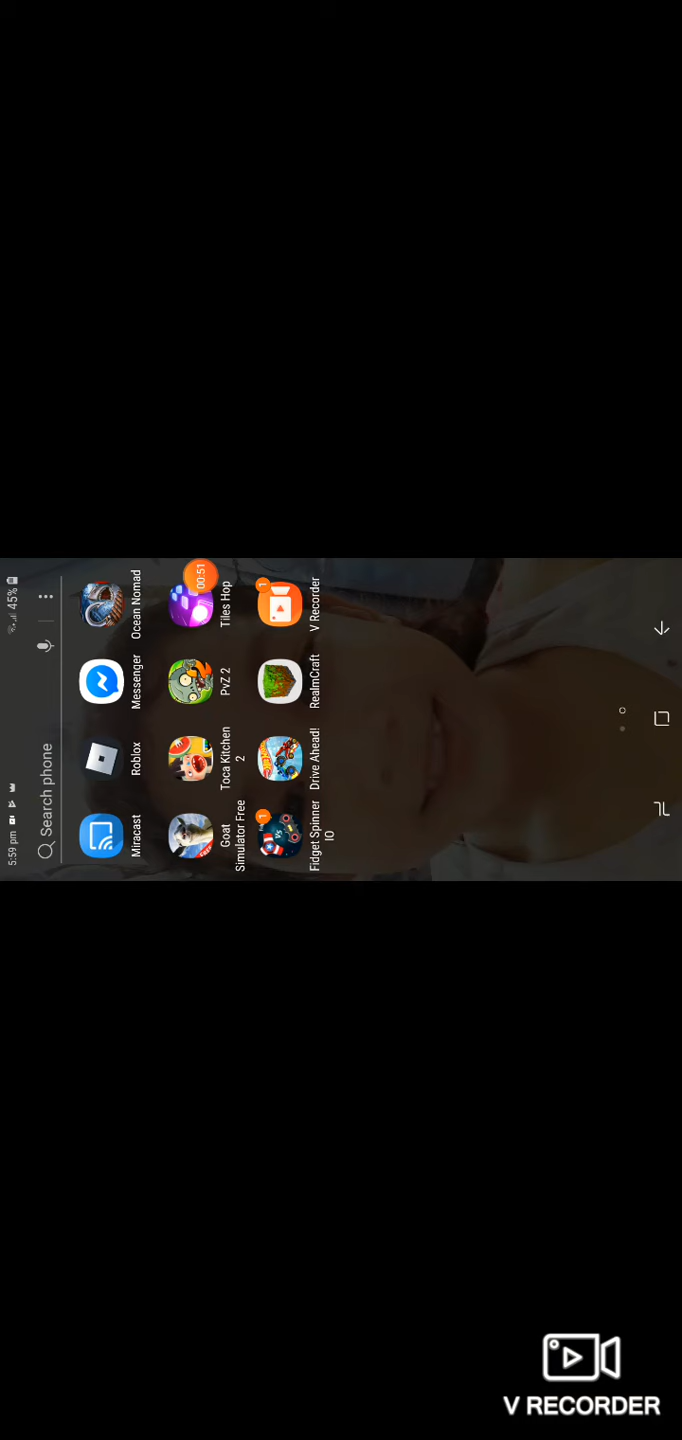 5:59 pm 45%
Search phone
Miracast Roblox Messenger Ocean Nomad
00:51
Goat Toca Kitchen PvZ 2 Tiles Hop
Simulator Free 2
1 1
Fidget Spinner Drive Ahead! RealmCraft V Recorder
IO
V RECORDER